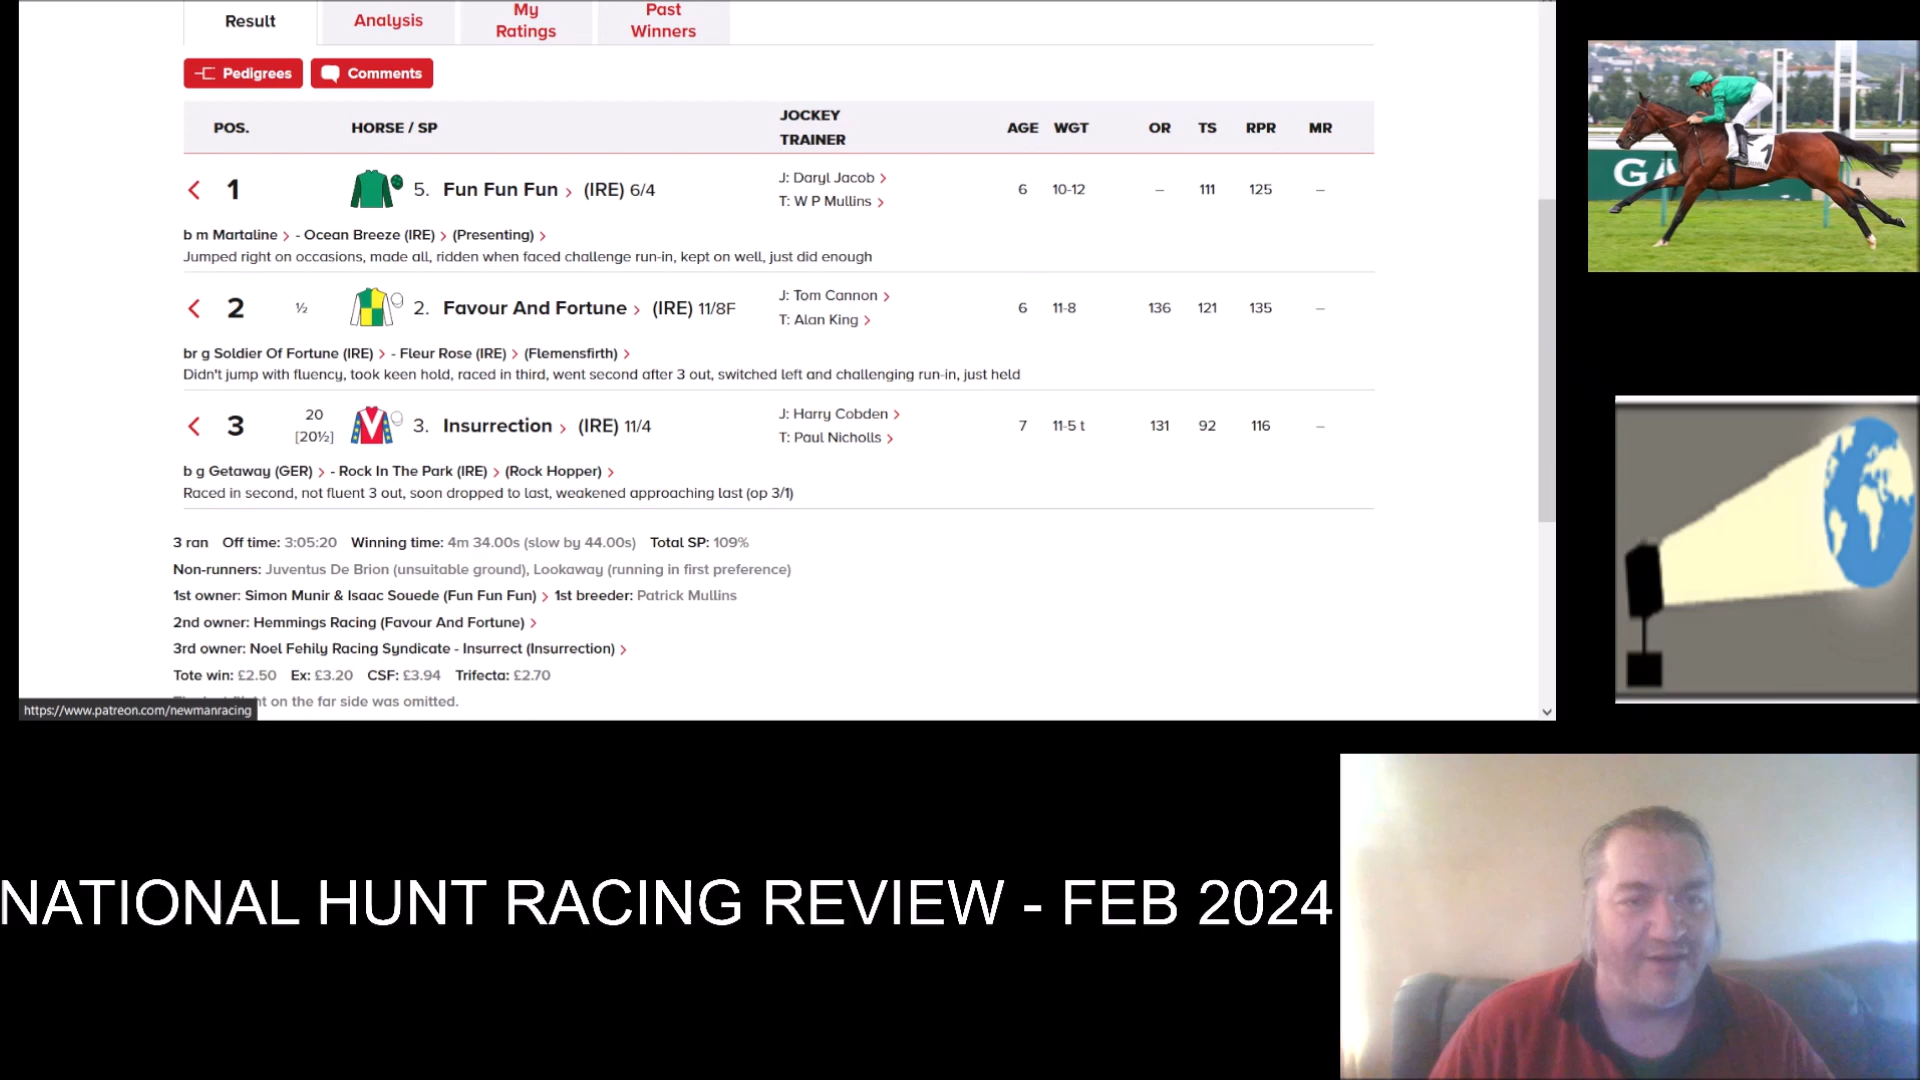 Result
Analysis
My
Ratings
Past
Winners
Pedigrees
Comments
POS.
HORSE / SP
JOCKEY
TRAINER
AGE WGT OR TS RPR MR
1 5. Fun Fun Fun (IRE) 6/4
J: Daryl Jacob
T: W P Mullins
6 10-12 – 111 125 –
b m Martaline - Ocean Breeze (IRE) (Presenting)
Jumped right on occasions, made all, ridden when faced challenge run-in, kept on well, just did enough
2 ½ 2. Favour And Fortune (IRE) 11/8F
J: Tom Cannon
T: Alan King
6 11-8 136 121 135 –
br g Soldier Of Fortune (IRE) - Fleur Rose (IRE) (Flemensfirth)
Didn't jump with fluency, took keen hold, raced in third, went second after 3 out, switched left and challenging run-in, just held
3 20
[20½]
3. Insurrection (IRE) 11/4
J: Harry Cobden
T: Paul Nicholls
7 11-5 t 131 92 116 –
b g Getaway (GER) - Rock In The Park (IRE) (Rock Hopper)
Raced in second, not fluent 3 out, soon dropped to last, weakened approaching last (op 3/1)
3 ran Off time: 3:05:20 Winning time: 4m 34.00s (slow by 44.00s) Total SP: 109%
Non-runners: Juventus De Brion (unsuitable ground), Lookaway (running in first preference)
1st owner: Simon Munir & Isaac Souede (Fun Fun Fun) 1st breeder: Patrick Mullins
2nd owner: Hemmings Racing (Favour And Fortune)
3rd owner: Noel Fehily Racing Syndicate - Insurrect (Insurrection)
Tote win: £2.50 Ex: £3.20 CSF: £3.94 Trifecta: £2.70
on the far side was omitted.
https://www.patreon.com/newmanracing
1
NATIONAL HUNT RACING REVIEW - FEB 2024